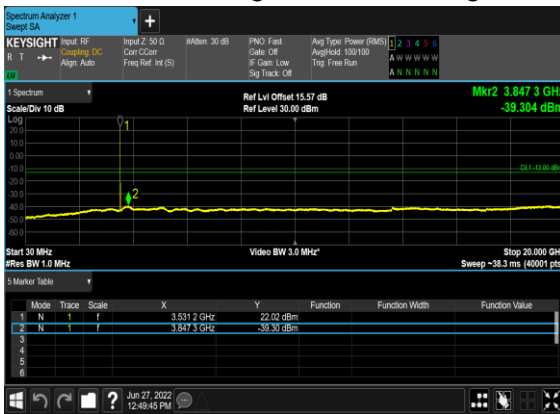 Spectrum Analyzer 1
Swept SA
+
KEYSIGHT Input: RF Input Z: 50 Ω #Atten: 30 dB PNO: Fast Avg Type: Power (RMS) 1 2 3 4 5 6
R T Coupling: DC Corr CCorr Gate: Off Avg|Hold: 100/100 A W W W W W
Align: Auto Freq Ref: Int (S) IF Gain: Low Trig: Free Run
LV Sig Track: Off A N N N N N
1 Spectrum Ref Lvl Offset 15.57 dB Mkr2 3.847 3 GHz
Scale/Div 10 dB Ref Level 30.00 dBm -39.304 dBm
Log
20.0
10.0
0.00
-10.0
-20.0
-30.0
-40.0
-50.0
-60.0
1
DL1 -13.00 dBm
2
Start 30 MHz Video BW 3.0 MHz* Stop 20.000 GHz
#Res BW 1.0 MHz Sweep ~38.3 ms (40001 pts)
5 Marker Table
Mode Trace Scale X Y Function Function Width Function Value
1 N 1 f 3.531 2 GHz 22.02 dBm
2 N 1 f 3.847 3 GHz -39.30 dBm
3
4
5
6
? Jun 27, 2022
12:49:45 PM